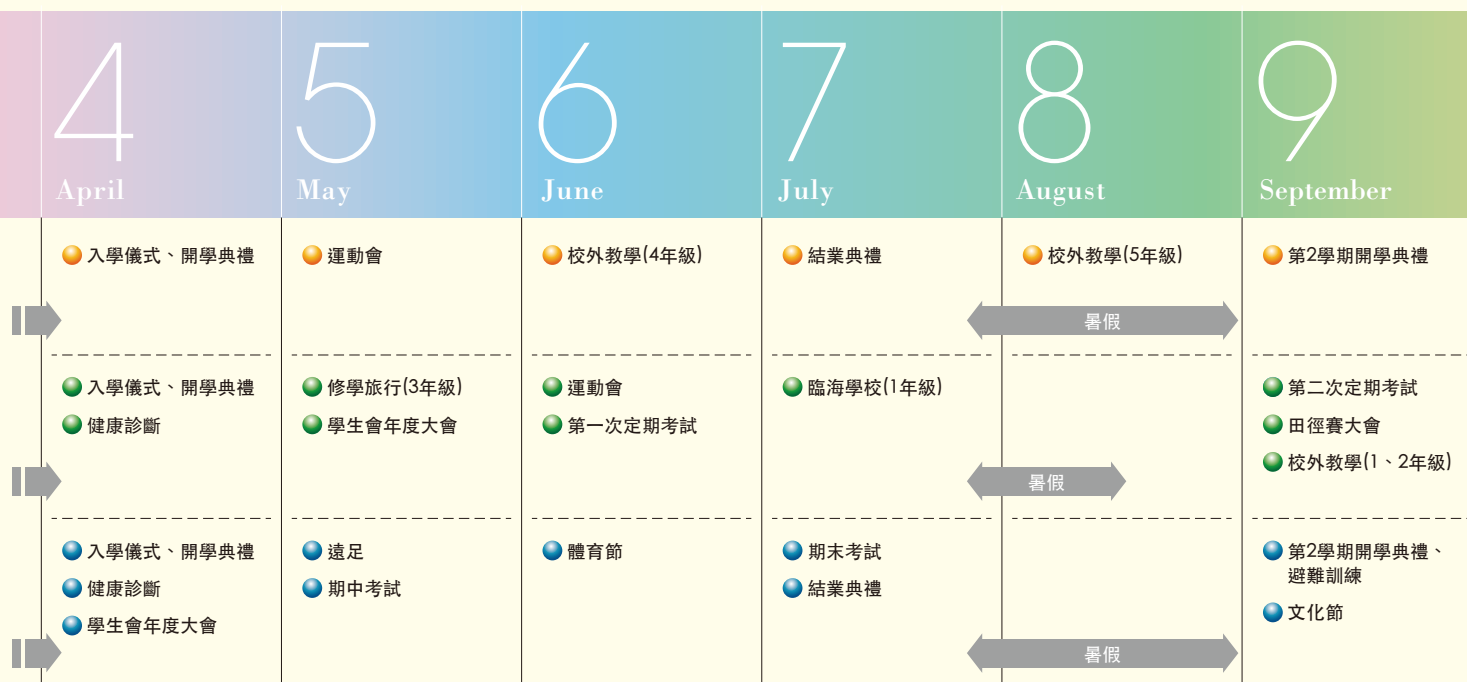 4
April
5
May
6
June
7
July
8
August
9
September
入學儀式、開學典禮
運動會
校外教學(4年級)
結業典禮
校外教學(5年級)
第2學期開學典禮
暑假
入學儀式、開學典禮
健康診斷
修學旅行(3年級)
學生會年度大會
運動會
第一次定期考試
臨海學校(1年級)
第二次定期考試
田徑賽大會
校外教學(1、2年級)
暑假
入學儀式、開學典禮
健康診斷
學生會年度大會
遠足
期中考試
體育節
期末考試
結業典禮
第2學期開學典禮、
避難訓練
文化節
暑假